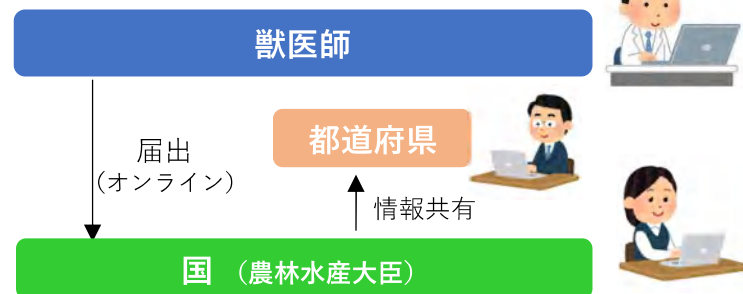 獣医師
都道府県
届出
（オンライン）
情報共有
国 （農林水産大臣）